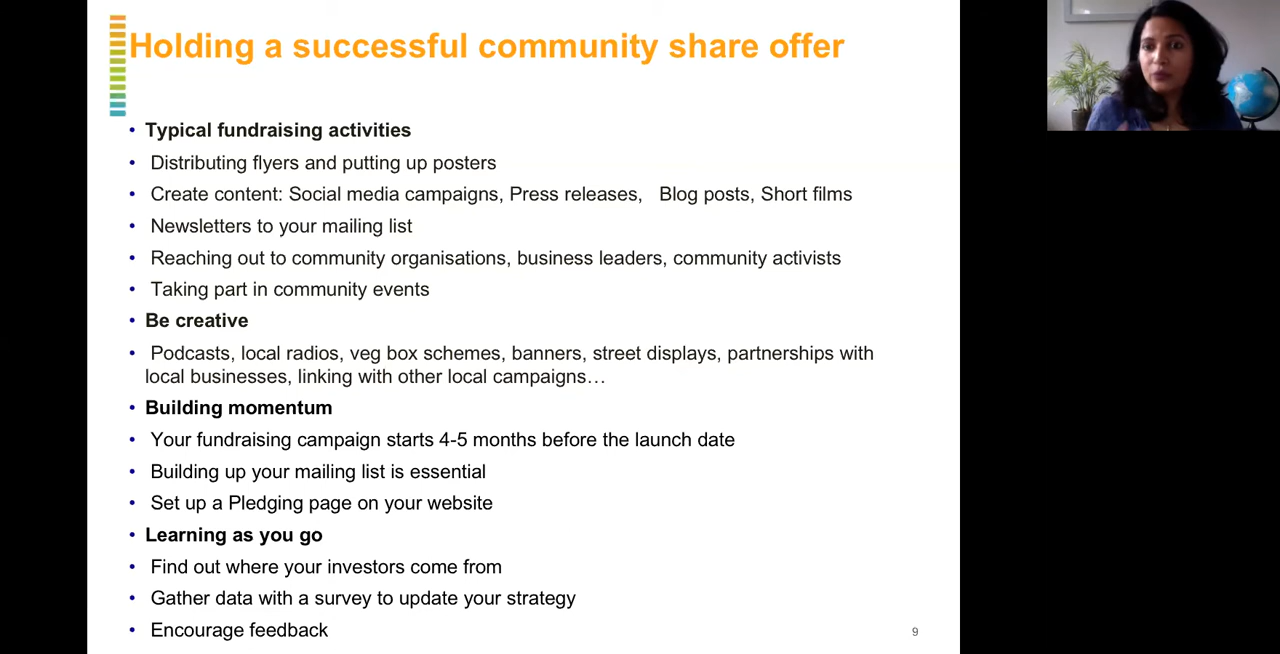 Holding a successful community share offer
• Typical fundraising activities
• Distributing flyers and putting up posters
• Create content: Social media campaigns, Press releases, Blog posts, Short films
• Newsletters to your mailing list
• Reaching out to community organisations, business leaders, community activists
• Taking part in community events
• Be creative
• Podcasts, local radios, veg box schemes, banners, street displays, partnerships with
local businesses, linking with other local campaigns…
• Building momentum
• Your fundraising campaign starts 4-5 months before the launch date
• Building up your mailing list is essential
• Set up a Pledging page on your website
• Learning as you go
• Find out where your investors come from
• Gather data with a survey to update your strategy
• Encourage feedback
9